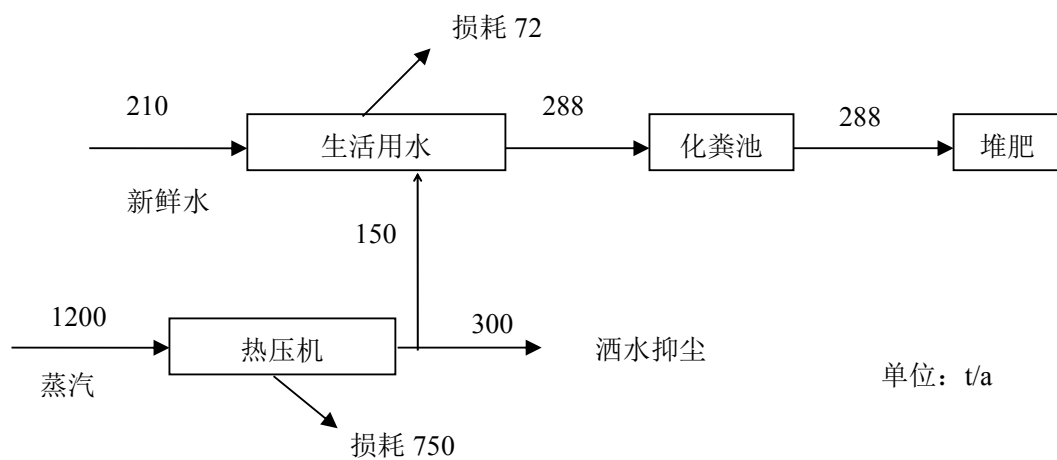 损耗 72
210
288
288
生活用水
化粪池
堆肥
新鲜水
150
1200
300
热压机
洒水抑尘
蒸汽
单位：t/a
损耗 750